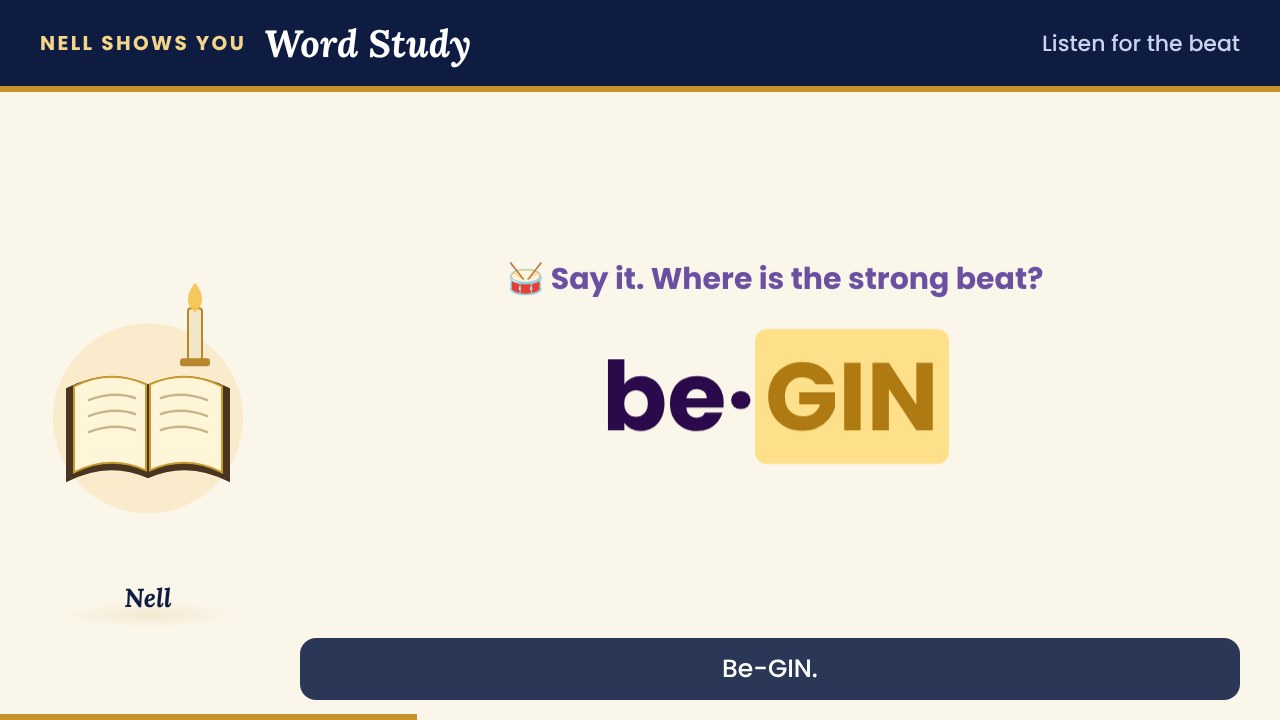 NELL SHOWS YOU Word Study
Listen for the beat
🥁 Say it. Where is the strong beat?
be·GIN
Nell
Be-GIN.